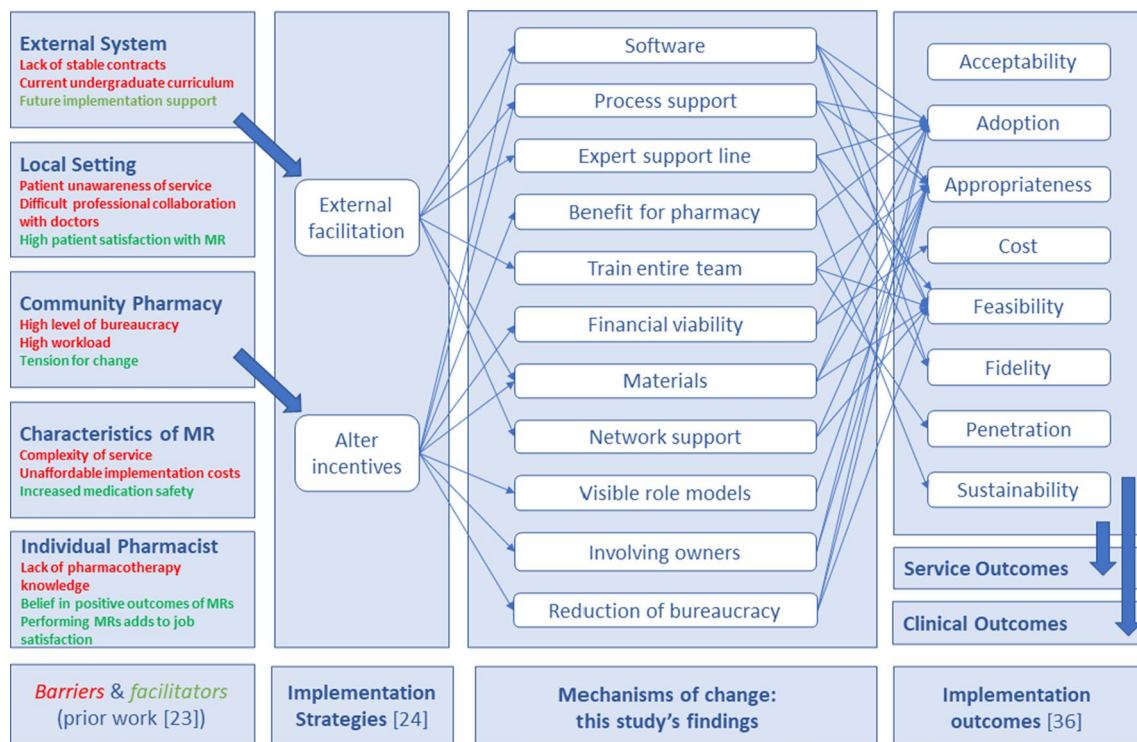 External System
Lack of stable contracts
Current undergraduate curriculum
Future implementation support
Local Setting
Patient unawareness of service
Difficult professional collaboration
with doctors
High patient satisfaction with MR
Community Pharmacy
High level of bureaucracy
High workload
Tension for change
Characteristics of MR
Complexity of service
Unaffordable implementation costs
Increased medication safety
Individual Pharmacist
Lack of pharmacotherapy
knowledge
Belief in positive outcomes of MRs
Performing MRs adds to job
satisfaction
Barriers & facilitators
(prior work [23])
External
facilitation
Alter
incentives
Implementation
Strategies [24]
Software
Process support
Expert support line
Benefit for pharmacy
Train entire team
Financial viability
Materials
Network support
Visible role models
Involving owners
Reduction of bureaucracy
Mechanisms of change:
this study's findings
Acceptability
Adoption
Appropriateness
Cost
Feasibility
Fidelity
Penetration
Sustainability
Service Outcomes
Clinical Outcomes
Implementation
outcomes [36]